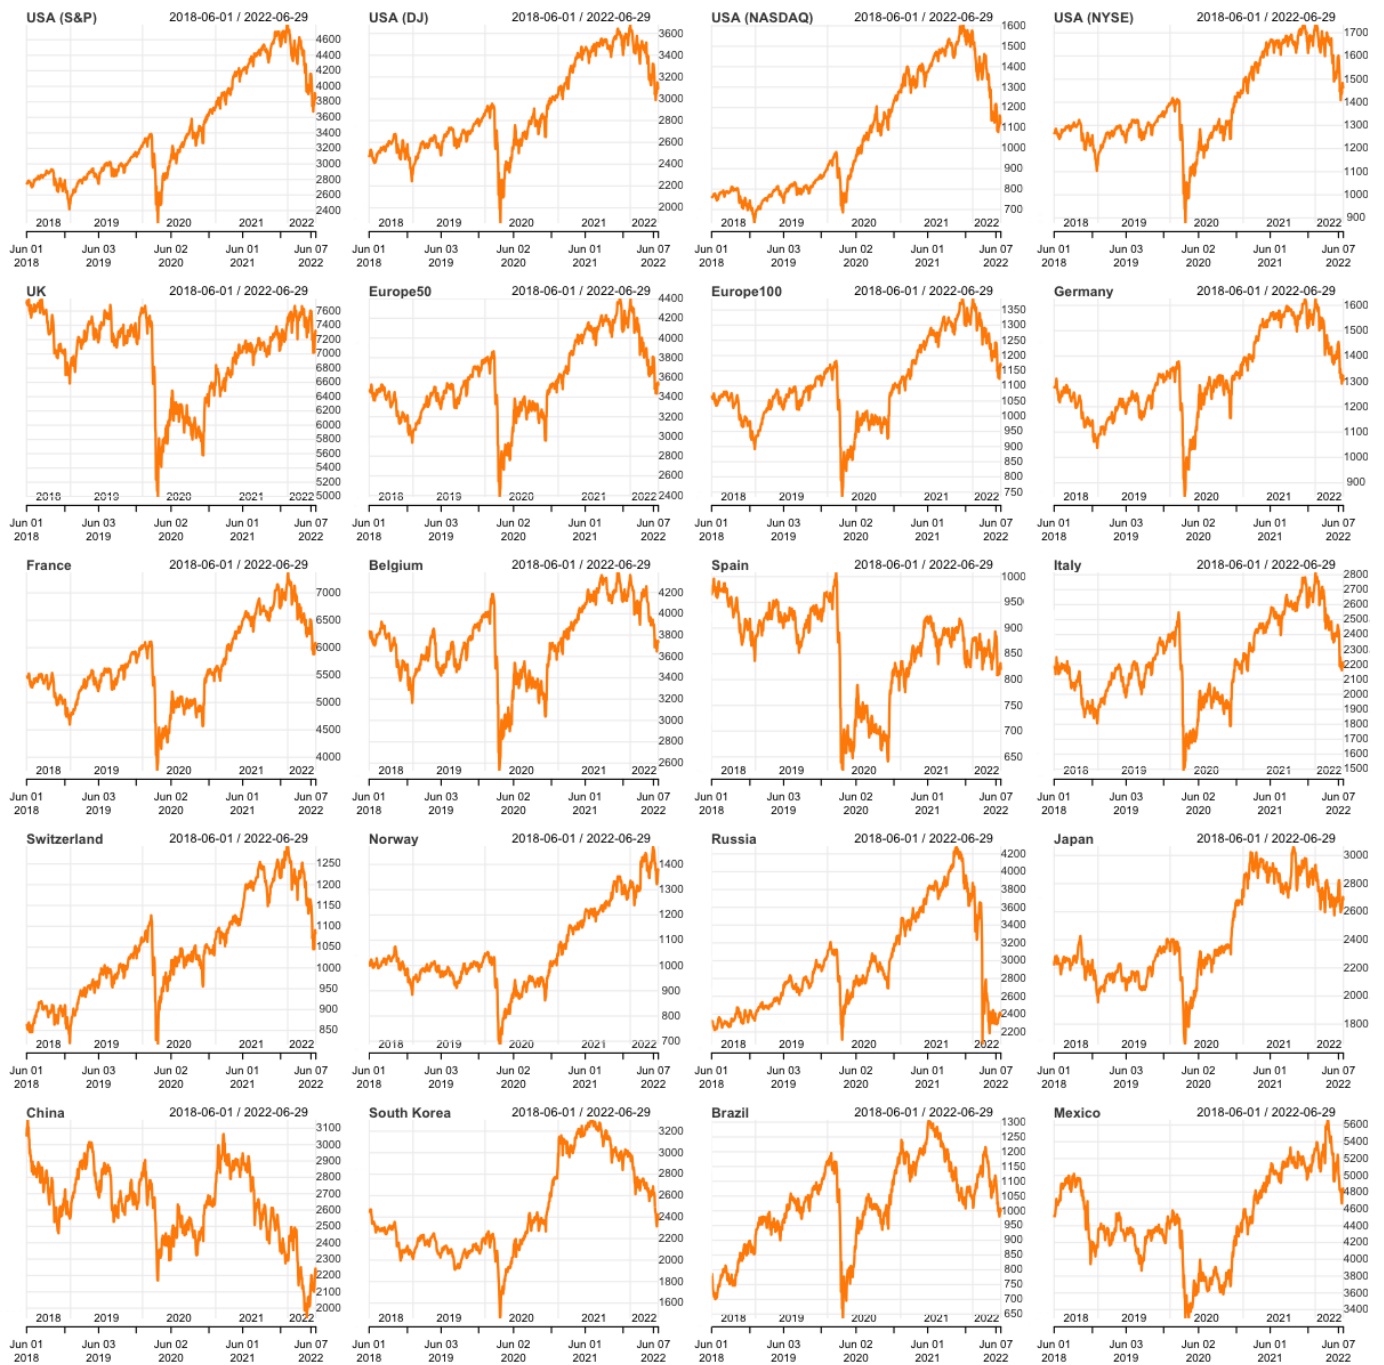 USA (S&P) 2018-06-01 / 2022-06-29
4600
4400
4200
4000
3800
3600
3400
3200
3000
2800
2600
2400
2018 2019 2020 2021 2022
Jun 01 Jun 03 Jun 02 Jun 01 Jun 07
2018 2019 2020 2021 2022
USA (DJ) 2018-06-01 / 2022-06-29
3600
3400
3200
3000
2800
2600
2400
2200
2000
2018 2019 2020 2021 2022
Jun 01 Jun 03 Jun 02 Jun 01 Jun 07
2018 2019 2020 2021 2022
USA (NASDAQ) 2018-06-01 / 2022-06-29
1600
1500
1400
1300
1200
1100
1000
900
800
700
2018 2019 2020 2021 2022
Jun 01 Jun 03 Jun 02 Jun 01 Jun 07
2018 2019 2020 2021 2022
USA (NYSE) 2018-06-01 / 2022-06-29
1700
1600
1500
1400
1300
1200
1100
1000
900
2018 2019 2020 2021 2022
Jun 01 Jun 03 Jun 02 Jun 01 Jun 07
2018 2019 2020 2021 2022
UK 2018-06-01 / 2022-06-29
7600
7400
7200
7000
6800
6600
6400
6200
6000
5800
5600
5400
5200
5000
2018 2019 2020 2021 2022
Jun 01 Jun 03 Jun 02 Jun 01 Jun 07
2018 2019 2020 2021 2022
Europe50 2018-06-01 / 2022-06-29
4400
4200
4000
3800
3600
3400
3200
3000
2800
2600
2400
2018 2019 2020 2021 2022
Jun 01 Jun 03 Jun 02 Jun 01 Jun 07
2018 2019 2020 2021 2022
Europe100 2018-06-01 / 2022-06-29
1350
1300
1250
1200
1150
1100
1050
1000
950
900
850
800
750
2018 2019 2020 2021 2022
Jun 01 Jun 03 Jun 02 Jun 01 Jun 07
2018 2019 2020 2021 2022
Germany 2018-06-01 / 2022-06-29
1600
1500
1400
1300
1200
1100
1000
900
2018 2019 2020 2021 2022
Jun 01 Jun 03 Jun 02 Jun 01 Jun 07
2018 2019 2020 2021 2022
France 2018-06-01 / 2022-06-29
7000
6500
6000
5500
5000
4500
4000
2018 2019 2020 2021 2022
Jun 01 Jun 03 Jun 02 Jun 01 Jun 07
2018 2019 2020 2021 2022
Belgium 2018-06-01 / 2022-06-29
4200
4000
3800
3600
3400
3200
3000
2800
2600
2018 2019 2020 2021 2022
Jun 01 Jun 03 Jun 02 Jun 01 Jun 07
2018 2019 2020 2021 2022
Spain 2018-06-01 / 2022-06-29
1000
950
900
850
800
750
700
650
2018 2019 2020 2021 2022
Jun 01 Jun 03 Jun 02 Jun 01 Jun 07
2018 2019 2020 2021 2022
Italy 2018-06-01 / 2022-06-29
2800
2700
2600
2500
2400
2300
2200
2100
2000
1900
1800
1700
1600
1500
2018 2019 2020 2021 2022
Jun 01 Jun 03 Jun 02 Jun 01 Jun 07
2018 2019 2020 2021 2022
Switzerland 2018-06-01 / 2022-06-29
1250
1200
1150
1100
1050
1000
950
900
850
2018 2019 2020 2021 2022
Jun 01 Jun 03 Jun 02 Jun 01 Jun 07
2018 2019 2020 2021 2022
Norway 2018-06-01 / 2022-06-29
1400
1300
1200
1100
1000
900
800
700
2018 2019 2020 2021 2022
Jun 01 Jun 03 Jun 02 Jun 01 Jun 07
2018 2019 2020 2021 2022
Russia 2018-06-01 / 2022-06-29
4200
4000
3800
3600
3400
3200
3000
2800
2600
2400
2200
2018 2019 2020 2021 2022
Jun 01 Jun 03 Jun 02 Jun 01 Jun 07
2018 2019 2020 2021 2022
Japan 2018-06-01 / 2022-06-29
3000
2800
2600
2400
2200
2000
1800
2018 2019 2020 2021 2022
Jun 01 Jun 03 Jun 02 Jun 01 Jun 07
2018 2019 2020 2021 2022
China 2018-06-01 / 2022-06-29
3100
3000
2900
2800
2700
2600
2500
2400
2300
2200
2100
2000
2018 2019 2020 2021 2022
Jun 01 Jun 03 Jun 02 Jun 01 Jun 07
2018 2019 2020 2021 2022
South Korea 2018-06-01 / 2022-06-29
3200
3000
2800
2600
2400
2200
2000
1800
1600
2018 2019 2020 2021 2022
Jun 01 Jun 03 Jun 02 Jun 01 Jun 07
2018 2019 2020 2021 2022
Brazil 2018-06-01 / 2022-06-29
1300
1250
1200
1150
1100
1050
1000
950
900
850
800
750
700
650
2018 2019 2020 2021 2022
Jun 01 Jun 03 Jun 02 Jun 01 Jun 07
2018 2019 2020 2021 2022
Mexico 2018-06-01 / 2022-06-29
5600
5400
5200
5000
4800
4600
4400
4200
4000
3800
3600
3400
2018 2019 2020 2021 2022
Jun 01 Jun 03 Jun 02 Jun 01 Jun 07
2018 2019 2020 2021 2022